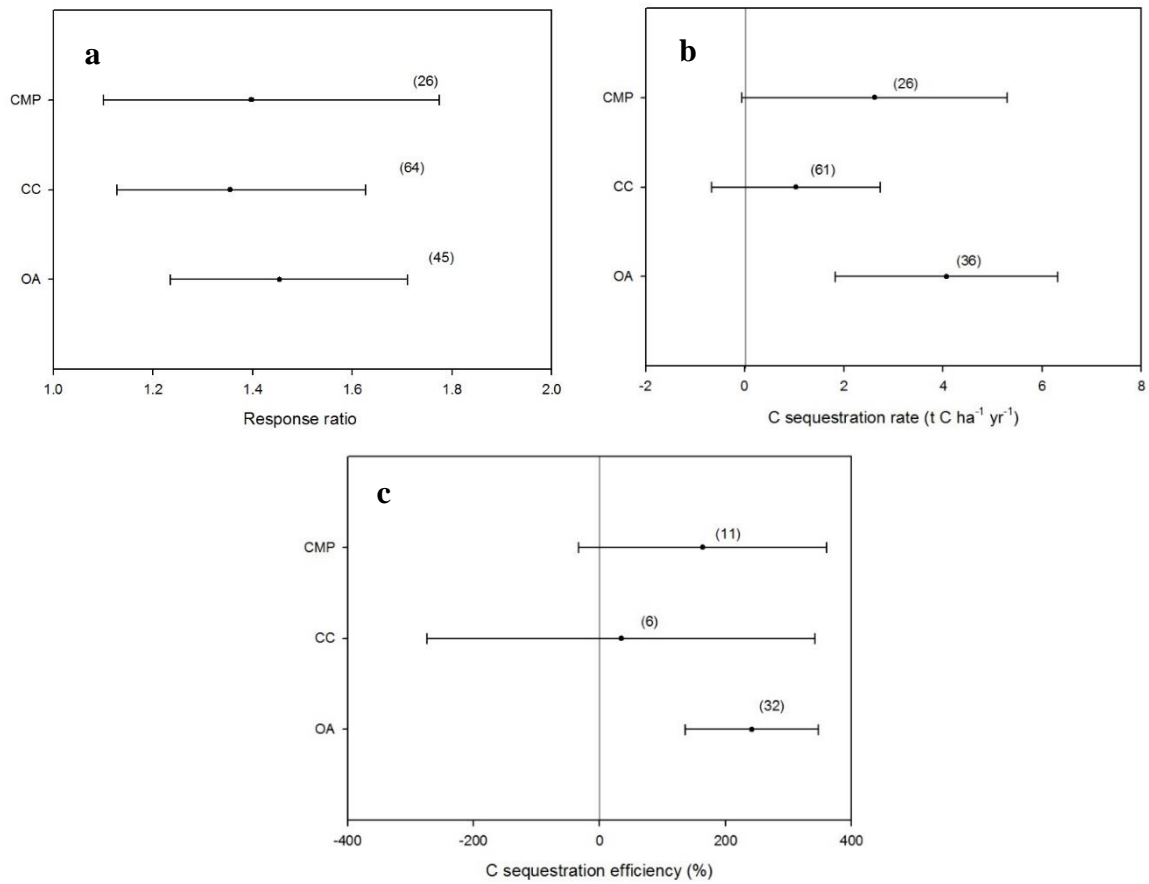 a
CMP
(26)
CC
(64)
OA
(45)
1.0 1.2 1.4 1.6 1.8 2.0
Response ratio
b
CMP
(26)
CC
(61)
OA
(36)
-2 0 2 4 6 8
C sequestration rate (t C ha⁻¹ yr⁻¹)
c
CMP
(11)
CC
(6)
OA
(32)
-400 -200 0 200 400
C sequestration efficiency (%)